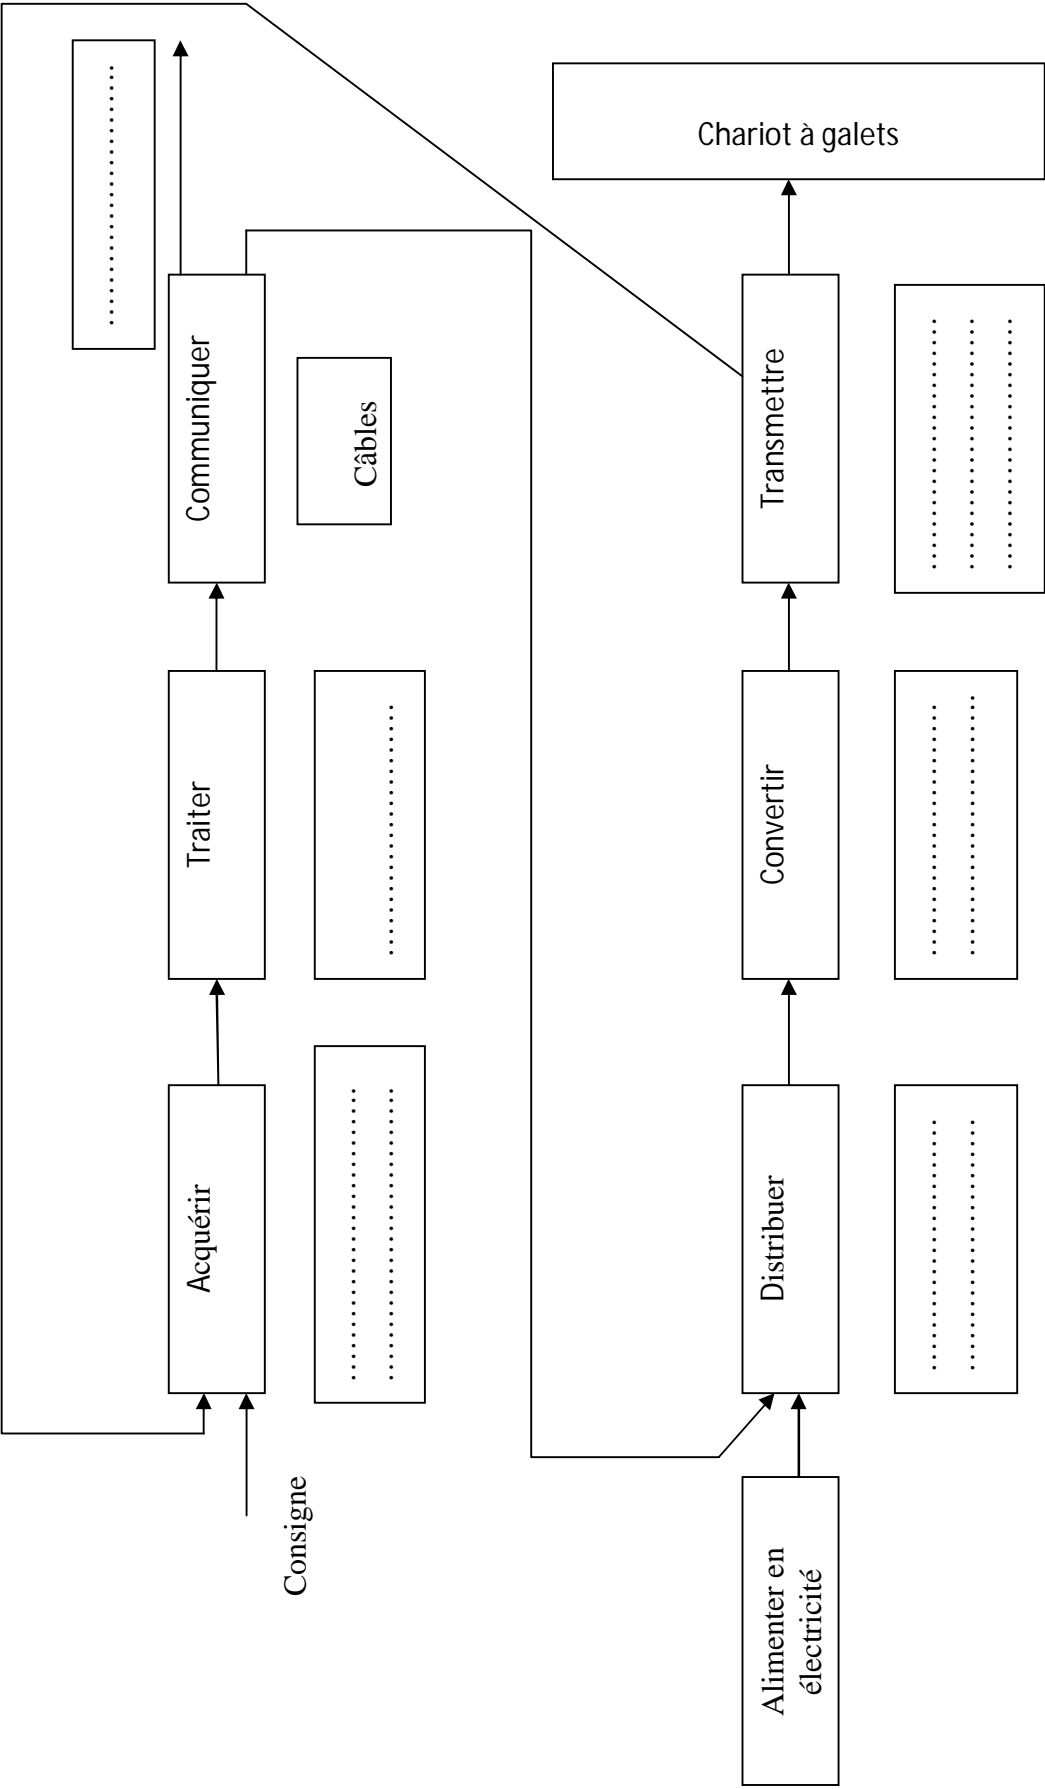 Consigne
Acquérir
Traiter
Communiquer
Câbles
Alimenter en
électricité
Distribuer
Convertir
Transmettre
Chariot à galets